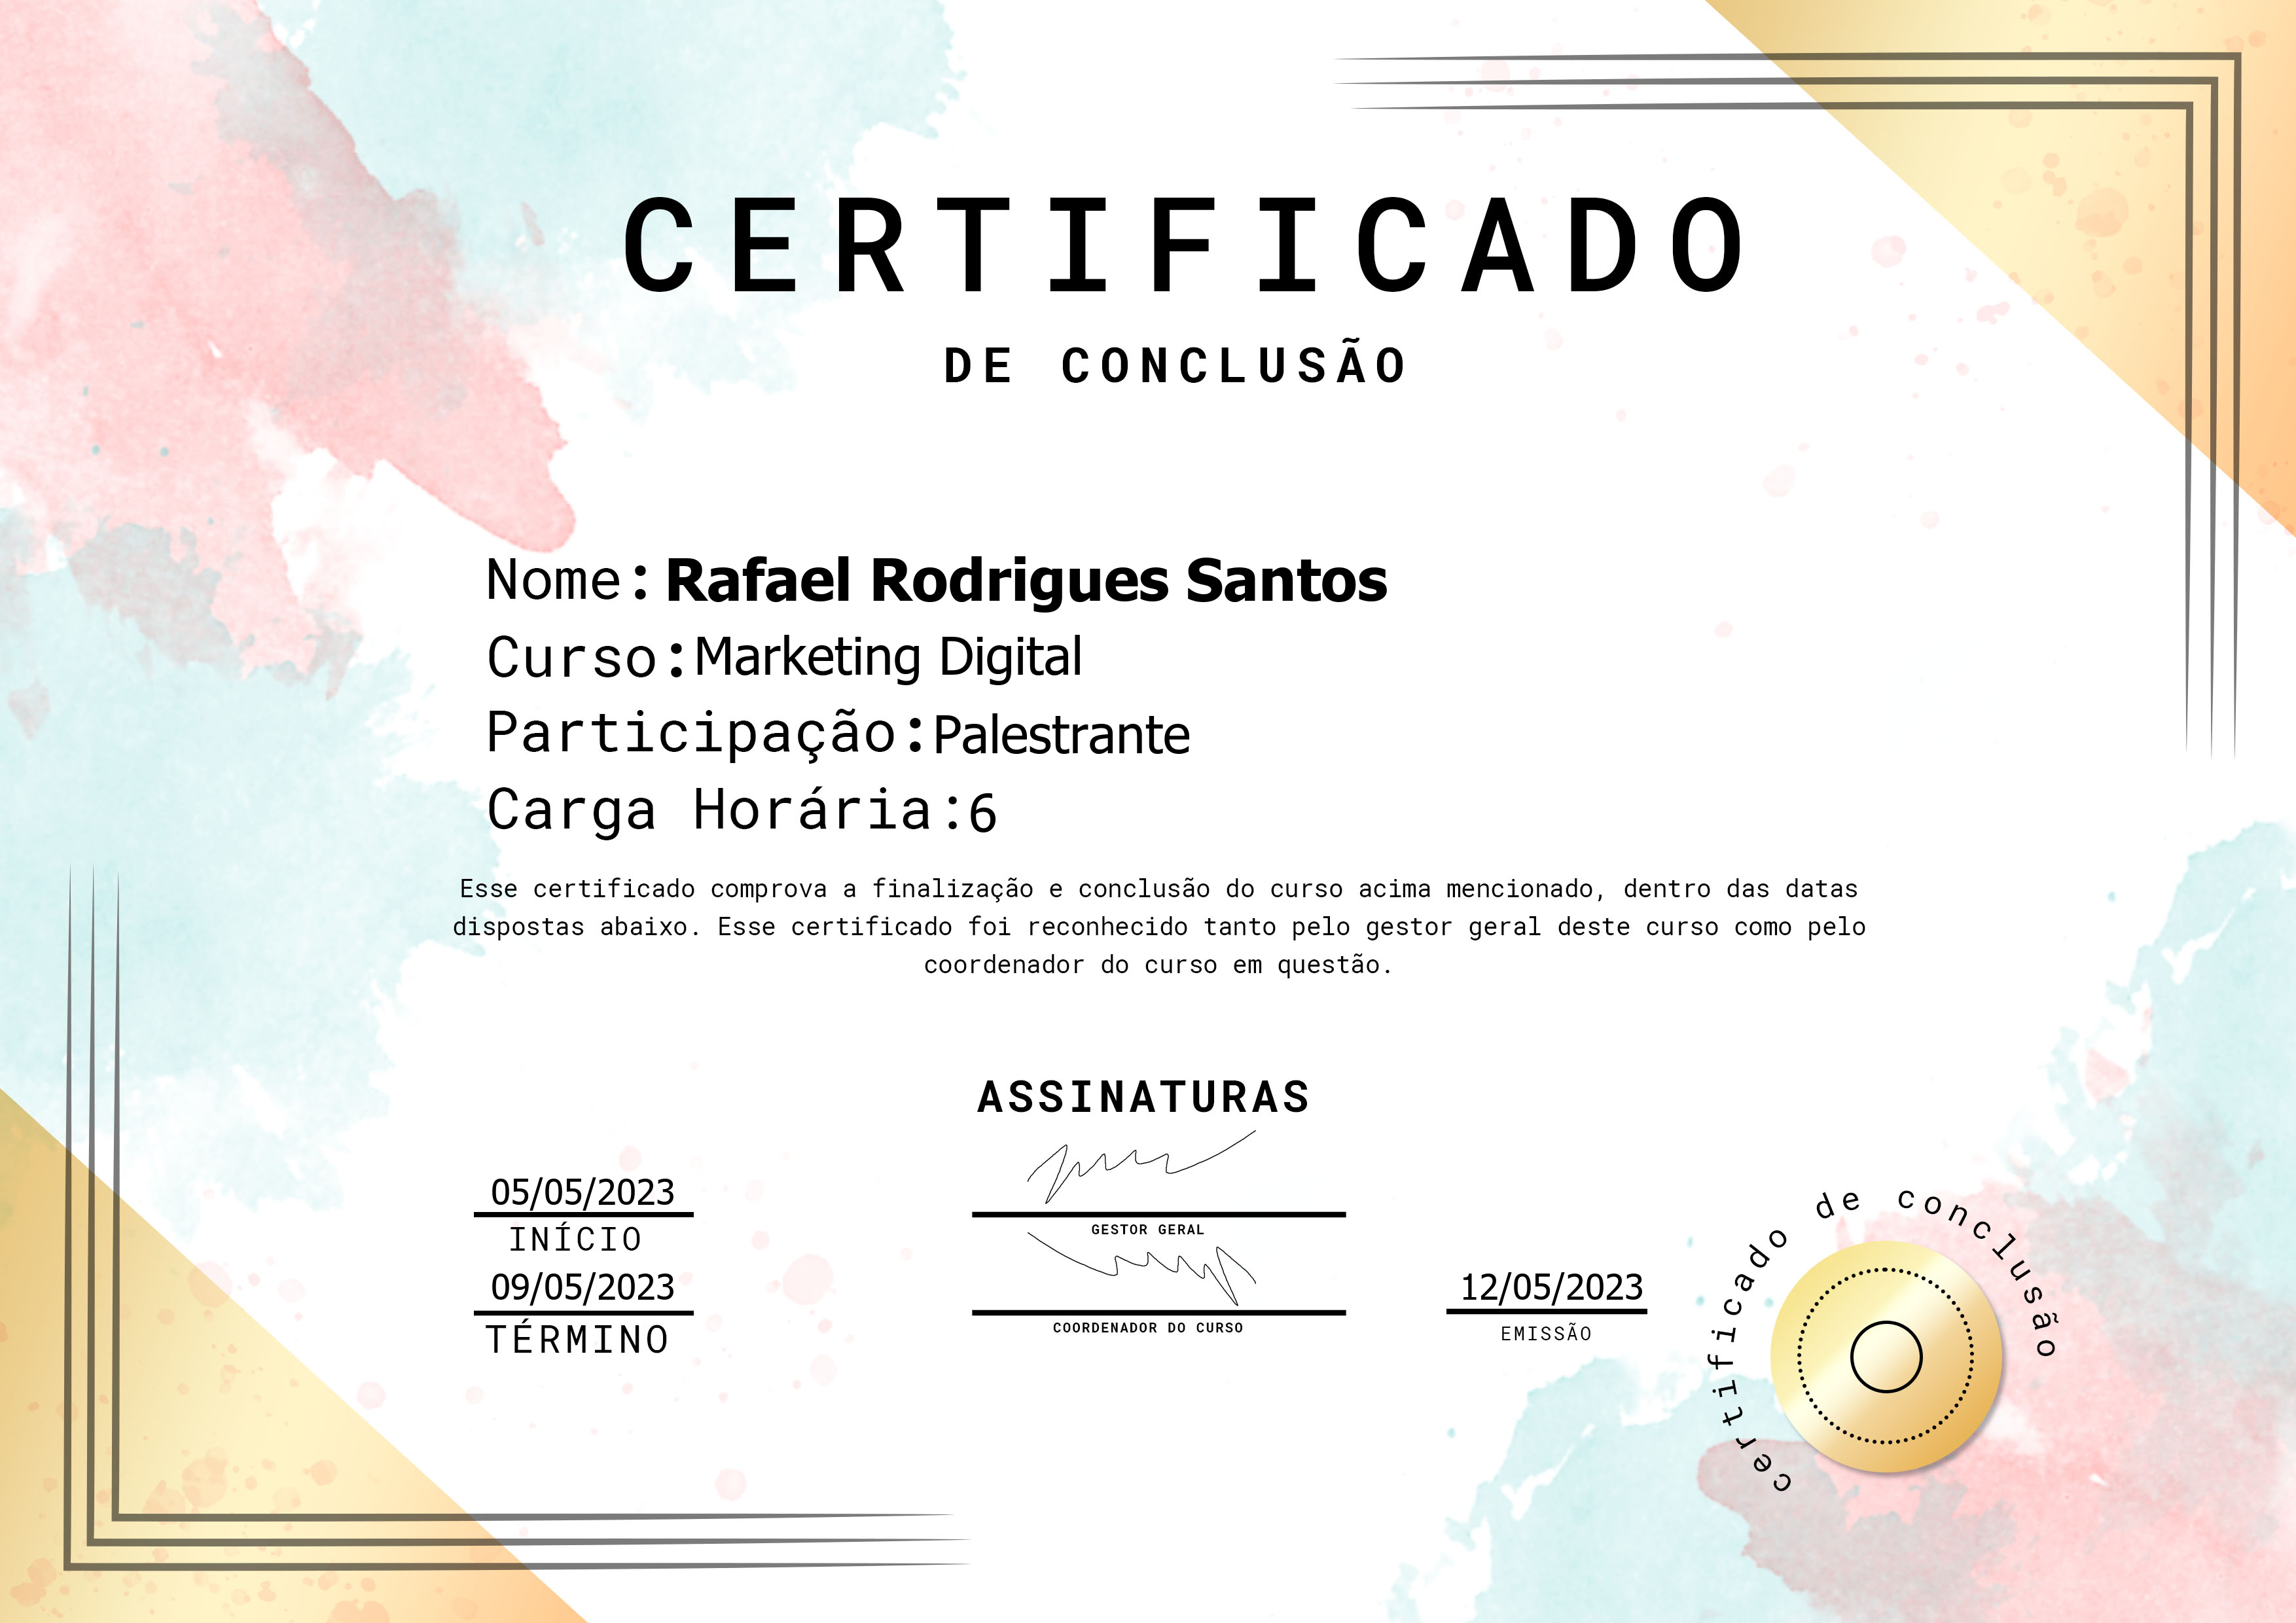 CERTIFICADO
DE CONCLUSÃO
Nome: Rafael Rodrigues Santos
Curso:Marketing Digital
Participação:Palestrante
Carga Horária:6
Esse certificado comprova a finalização e conclusão do curso acima mencionado, dentro das datas
dispostas abaixo. Esse certificado foi reconhecido tanto pelo gestor geral deste curso como pelo
coordenador do curso em questão.
ASSINATURAS
05/05/2023
INÍCIO
09/05/2023
TÉRMINO
GESTOR GERAL
COORDENADOR DO CURSO
12/05/2023
EMISSÃO
certificado de conclusão